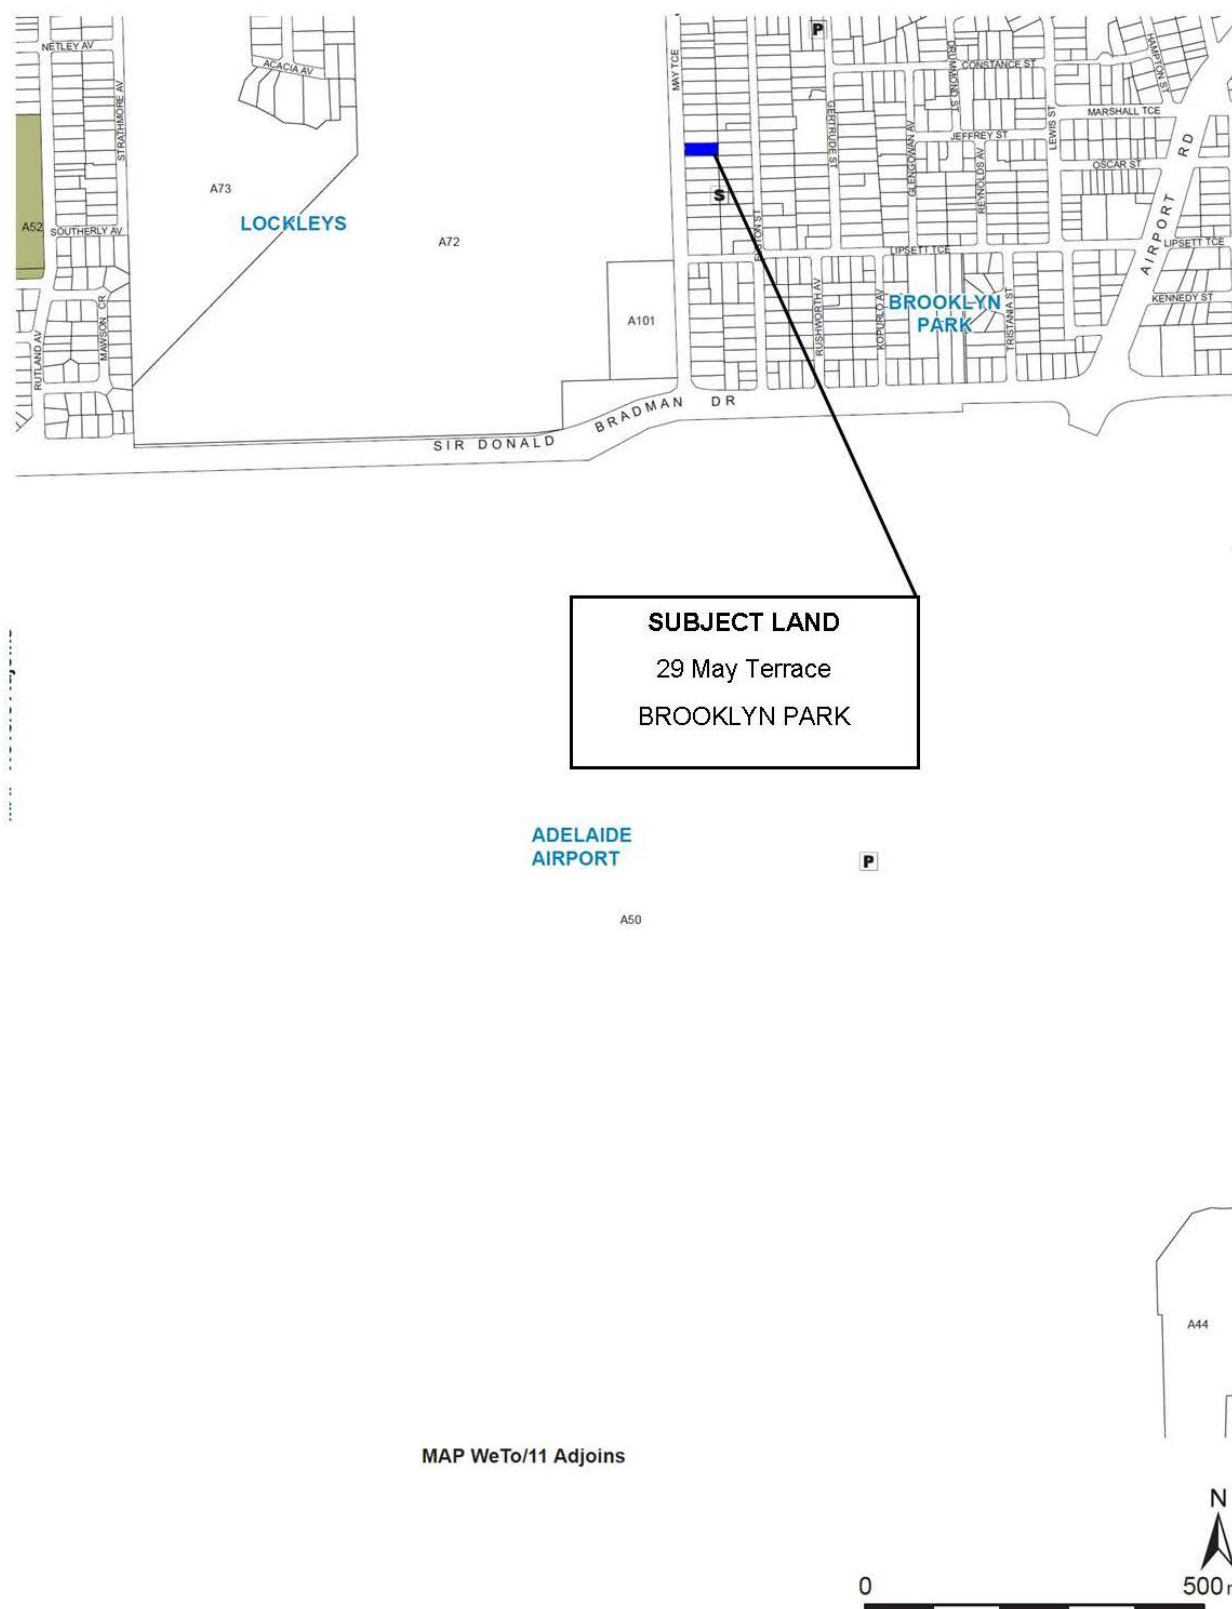 NETLEY AV
STRATHMORE AV
ACACIA AV
MAY TCE
P
DRUMMOND ST
CONSTANCE ST
HAMPTON ST
MARSHALL TCE
GERTRUDE ST
GLENGOWAN AV
JEFFREY ST
LEWIS ST
OSCAR ST
AIRPORT RD
REYNOLDS AV
A73
LOCKLEYS
A52
SOUTHERLY AV
A72
S
LIPSETT TCE
LIPSETT TCE
A101
BROOKLYN
PARK
KENNEDY ST
RUTLAND AV
MAWSON CR
RUSHWORTH AV
TRISTANIA ST
SIR DONALD BRADMAN DR
SUBJECT LAND
29 May Terrace
BROOKLYN PARK
ADELAIDE
AIRPORT
P
A50
A44
MAP WeTo/11 Adjoins
N
0
500